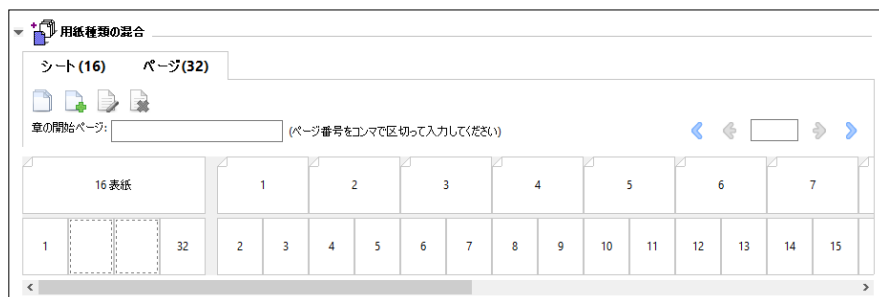 用紙種類の混合
シート(16) ページ(32)
章の開始ページ: (ページ番号をコンマで区切って入力してください)
16 表紙 1 2 3 4 5 6 7
1 32 2 3 4 5 6 7 8 9 10 11 12 13 14 15